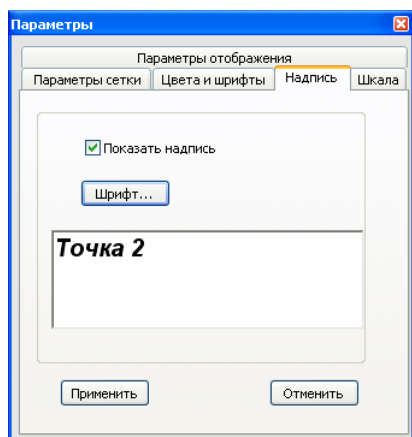 Параметры
Параметры отображения
Параметры сетки Цвета и шрифты Надпись Шкала
Показать надпись
Шрифт...
Точка 2
Применить Отменить